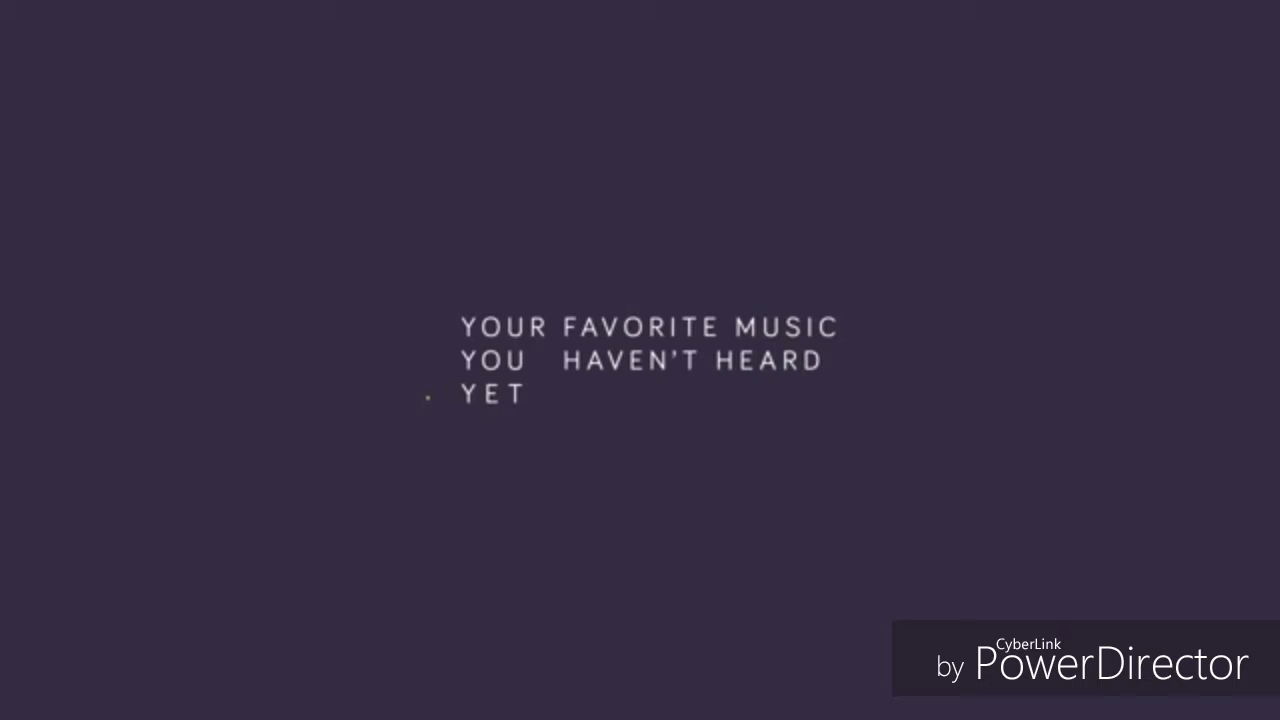 YOUR FAVORITE MUSIC
YOU HAVEN'T HEARD
YET
CyberLink
by PowerDirector